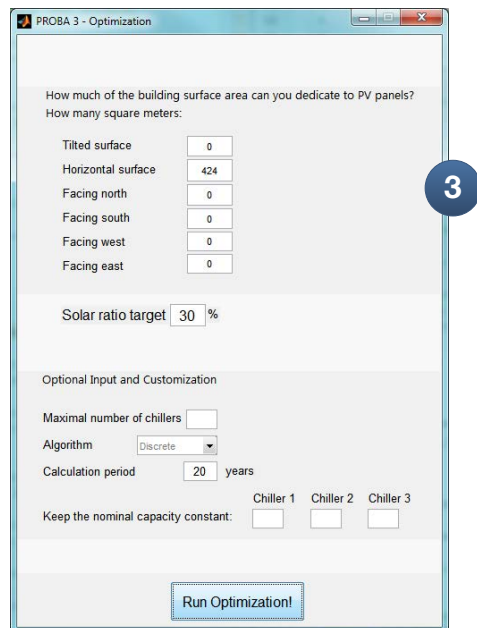 PROBA 3 - Optimization
How much of the building surface area can you dedicate to PV panels?
How many square meters:
Tilted surface 0
Horizontal surface 424
Facing north 0
Facing south 0
Facing west 0
Facing east 0
3
Solar ratio target 30 %
Optional Input and Customization
Maximal number of chillers
Algorithm Discrete
Calculation period 20 years
Chiller 1 Chiller 2 Chiller 3
Keep the nominal capacity constant:
Run Optimization!